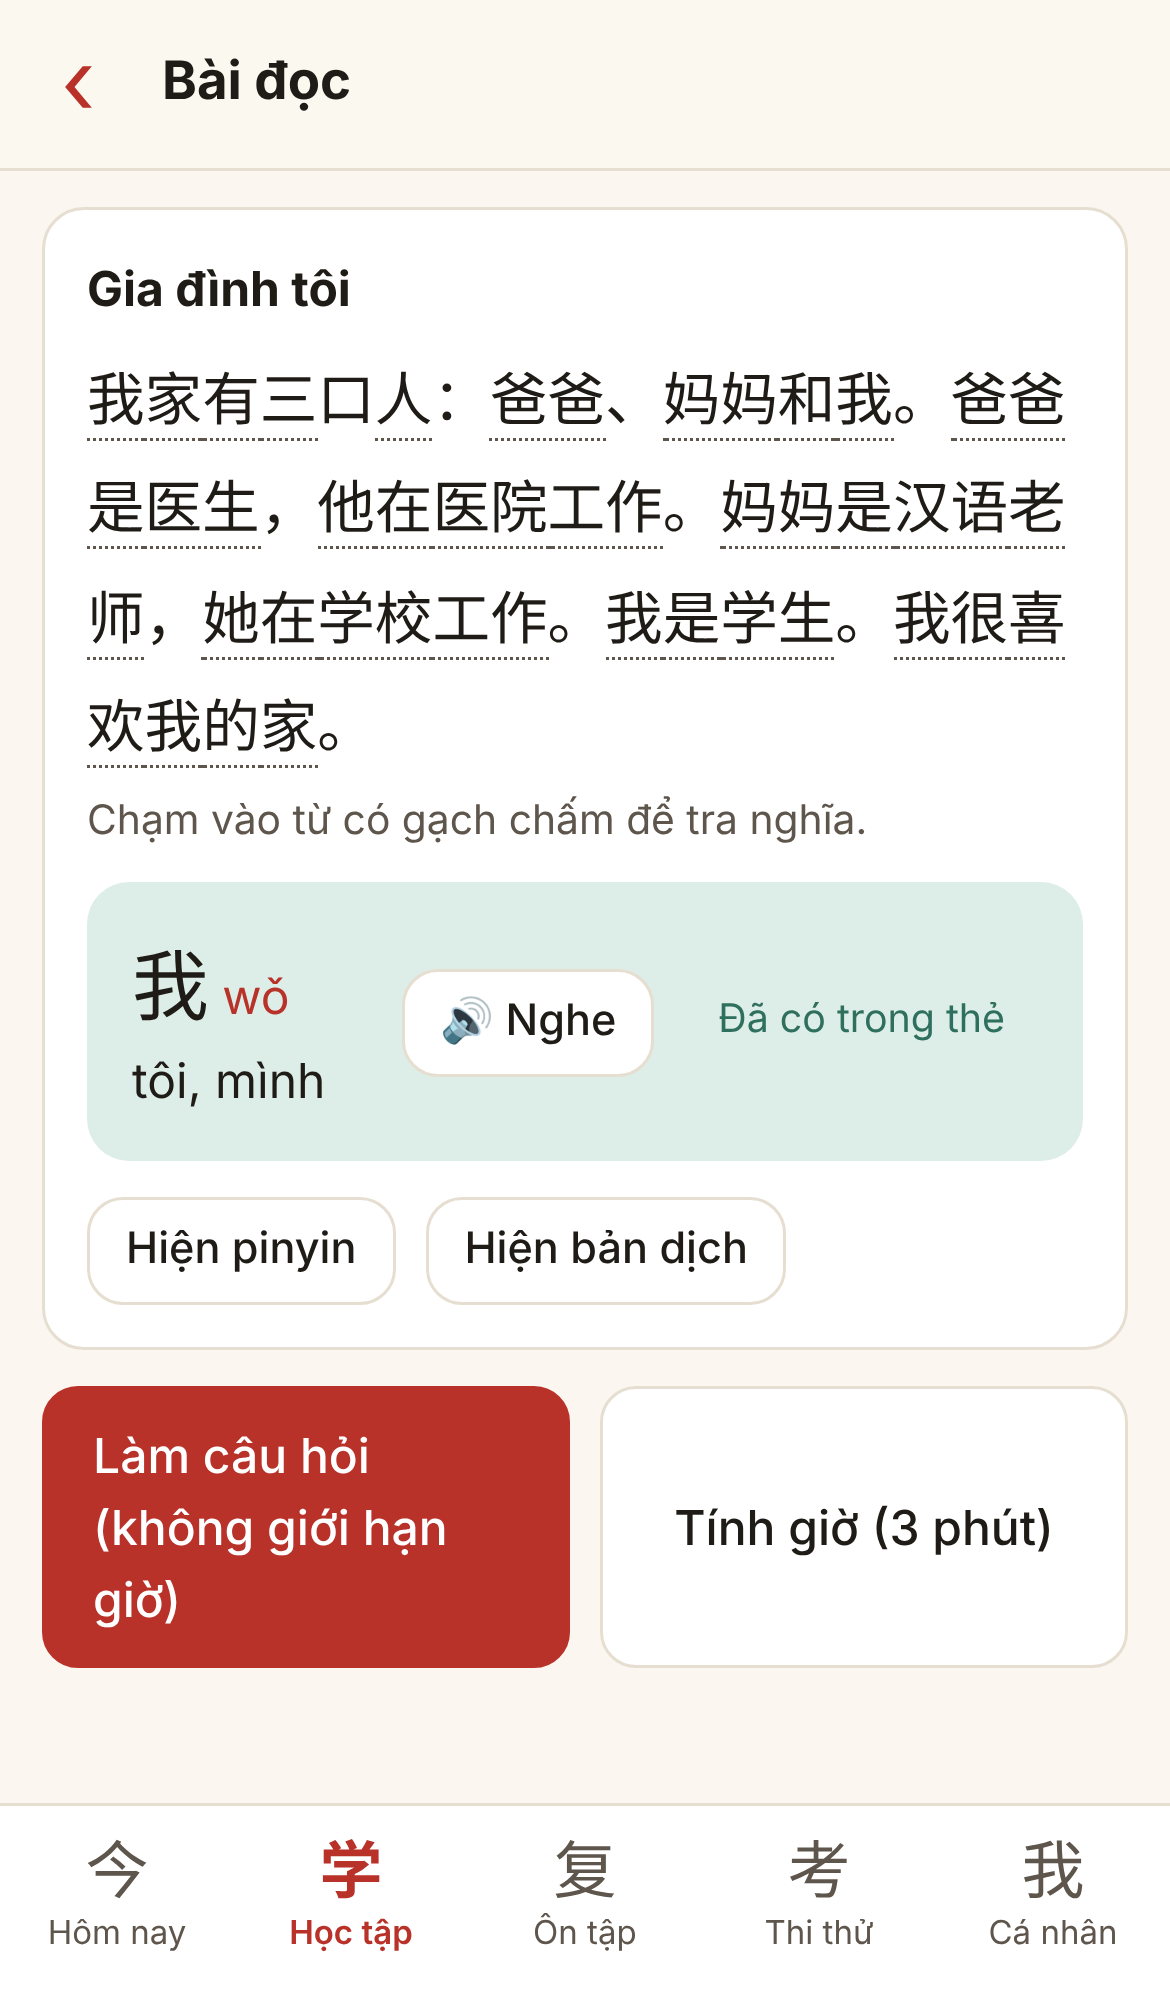 Bài đọc
Gia đình tôi
我家有三口人：爸爸、妈妈和我。爸爸
是医生，他在医院工作。妈妈是汉语老
师，她在学校工作。我是学生。我很喜
欢我的家。
Chạm vào từ có gạch chấm để tra nghĩa.
我 wǒ
tôi, mình
Nghe
Đã có trong thẻ
Hiện pinyin
Hiện bản dịch
Làm câu hỏi
(không giới hạn
giờ)
Tính giờ (3 phút)
今
Hôm nay
学
Học tập
复
Ôn tập
考
Thi thử
我
Cá nhân